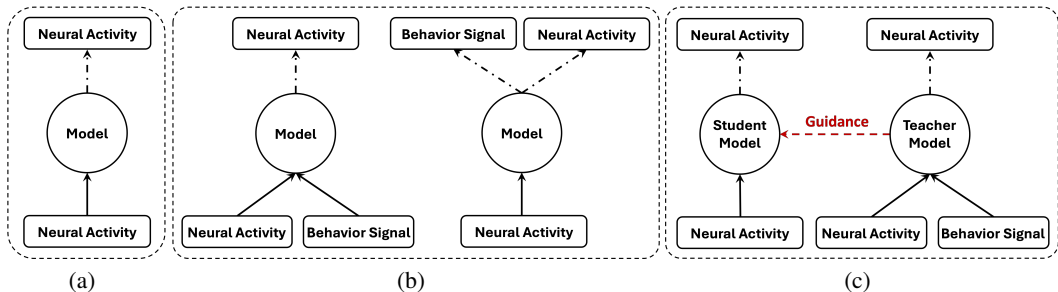 Neural Activity
Model
Neural Activity
(a)
Neural Activity
Model
Neural Activity
Behavior Signal
Behavior Signal
Neural Activity
Model
Neural Activity
(b)
Neural Activity
Student
Model
Neural Activity
Guidance
Neural Activity
Teacher
Model
Neural Activity
Behavior Signal
(c)